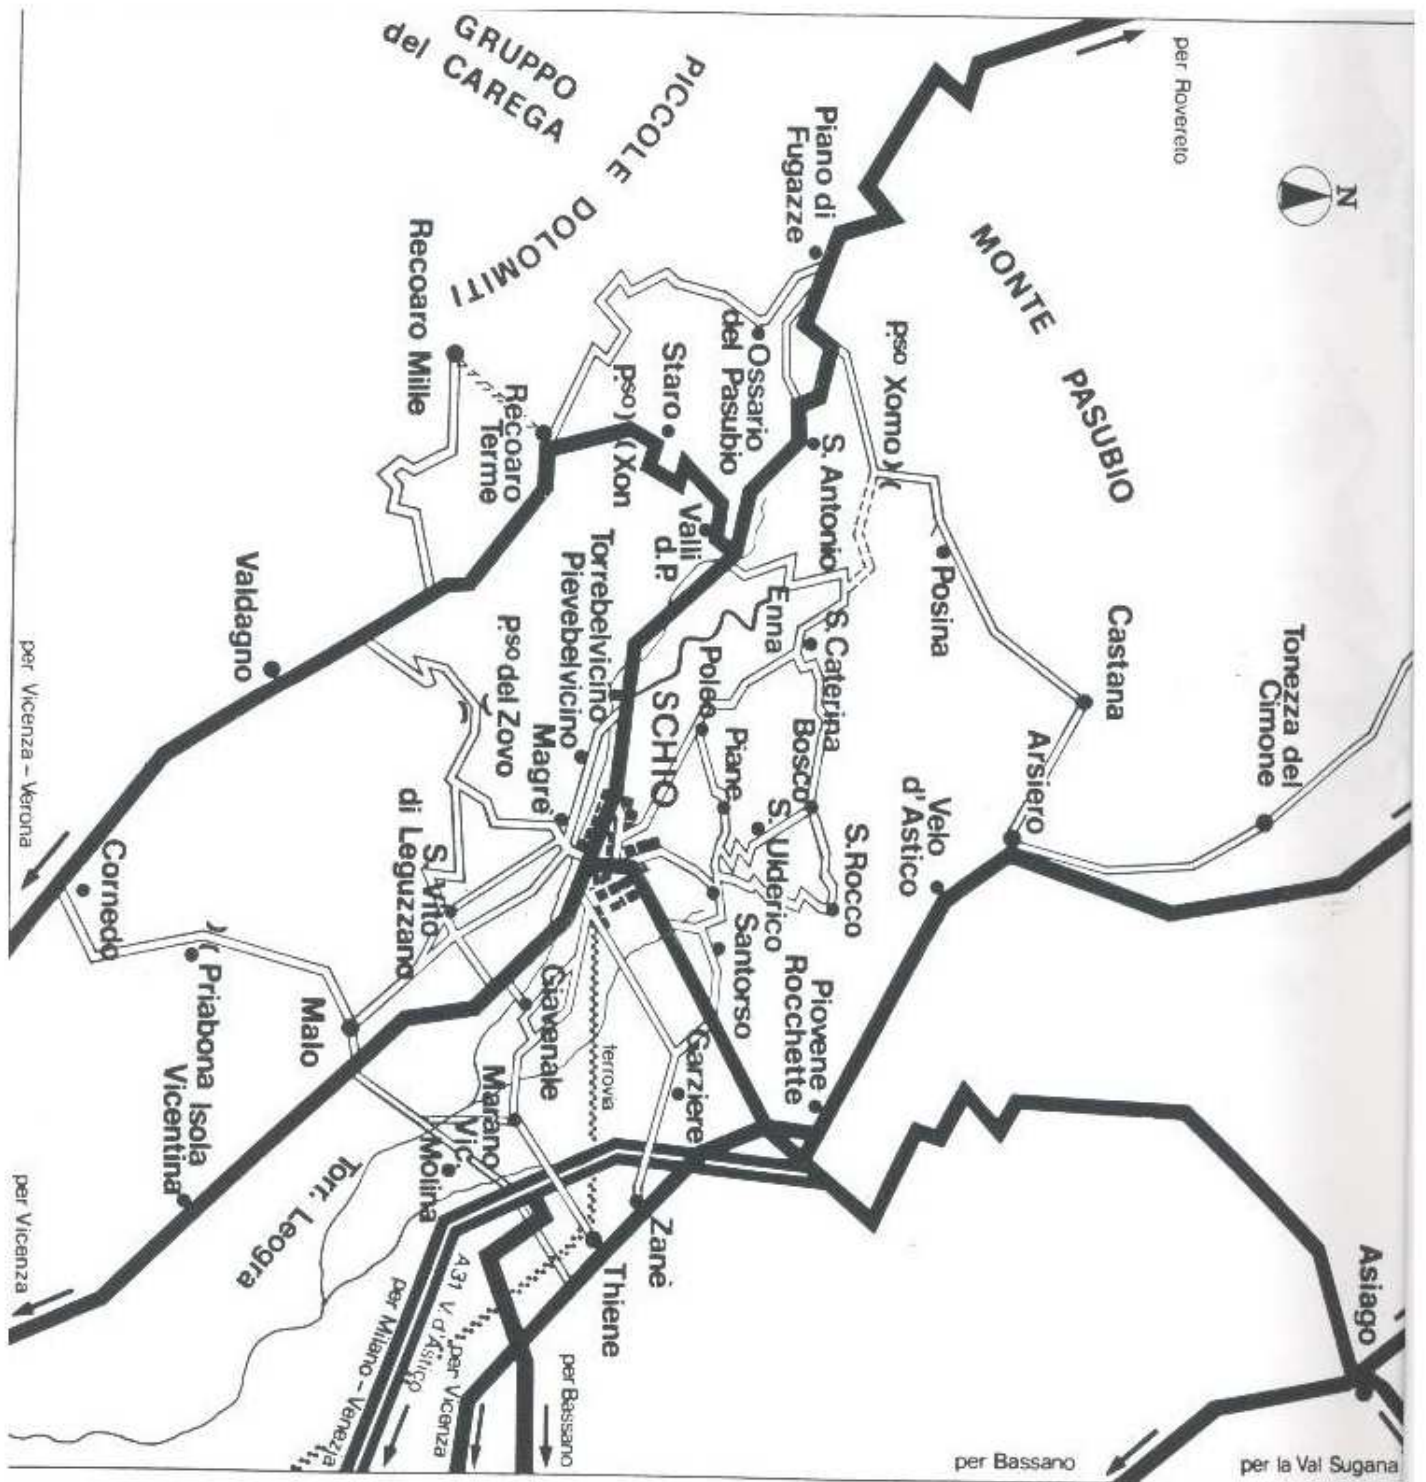 GRUPPO
del CAREGA
PICCOLE DOLOMITI
per Rovereto
N
MONTE PASUBIO
Piano di
Fugazze
Recoaro Mille
Ossario
del Pasubio
p.so Xomo
Staro
p.so Xon
Recoaro
Terme
S. Antonio
Posina
Castana
Tonezza del
Cimone
Valli
d.P.
Enna
S. Caterina
Torrebelvicino
Pievebelvicino
Valdagno
p.so del Zovo
Poleo
SCHIO
Piane
Bosco
Magrè
Arsiero
Velo
d'Astico
S. Ulderico
S. Rocco
per Vicenza - Verona
Cornedo
S. Vito
di Leguzzano
Santorso
Priabona
Isola
Vicentina
Malo
Giavenale
ferrovia
Garziere
Piovene
Rocchette
Marano
Vic.
Molina
Torr. Leogra
Zanè
Thiene
Asiago
per Vicenza
per Milano - Venezia
A31 V. d'Astico
per Vicenza
per Bassano
per Bassano
per la Val Sugana